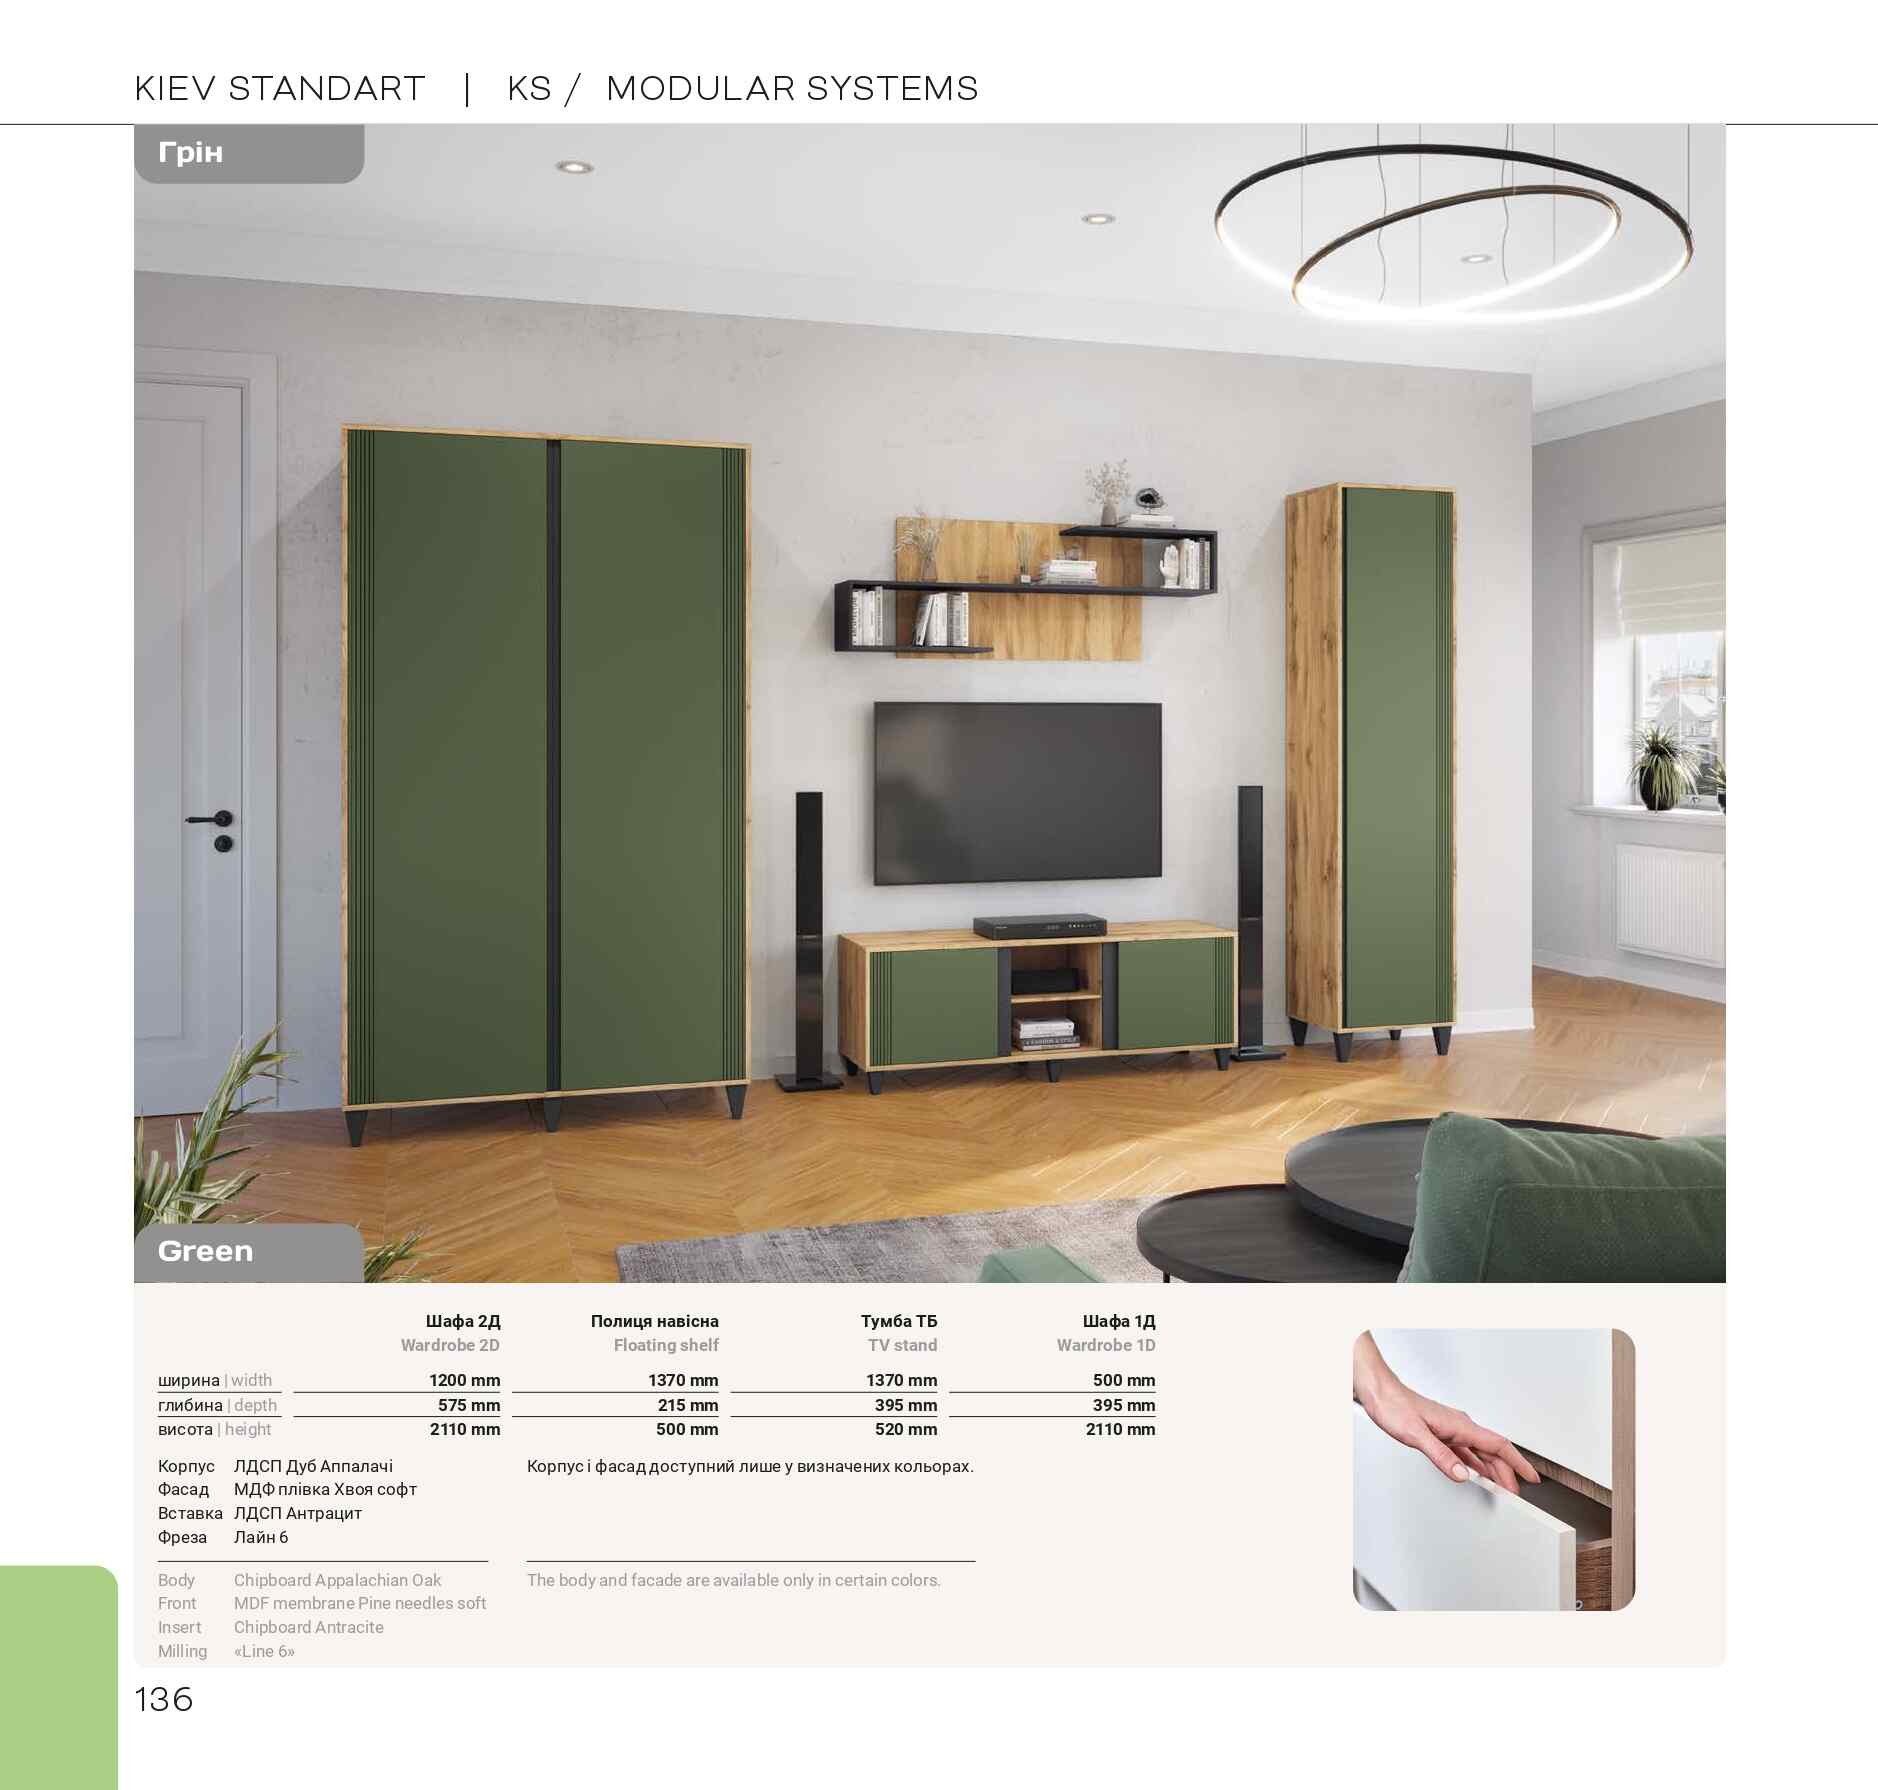 KIEV STANDART | KS / MODULAR SYSTEMS
Грін
Green
Шафа 2Д Полиця навісна Тумба ТБ Шафа 1Д
Wardrobe 2D Floating shelf TV stand Wardrobe 1D
ширина | width 1200 mm 1370 mm 1370 mm 500 mm
глибина | depth 575 mm 215 mm 395 mm 395 mm
висота | height 2110 mm 500 mm 520 mm 2110 mm
Корпус ЛДСП Дуб Аппалачі
Фасад МДФ плівка Хвоя софт
Вставка ЛДСП Антрацит
Фреза Лайн 6
Корпус і фасад доступний лише у визначених кольорах.
Body Chipboard Appalachian Oak
Front MDF membrane Pine needles soft
Insert Chipboard Antracite
Milling «Line 6»
The body and facade are available only in certain colors.
136